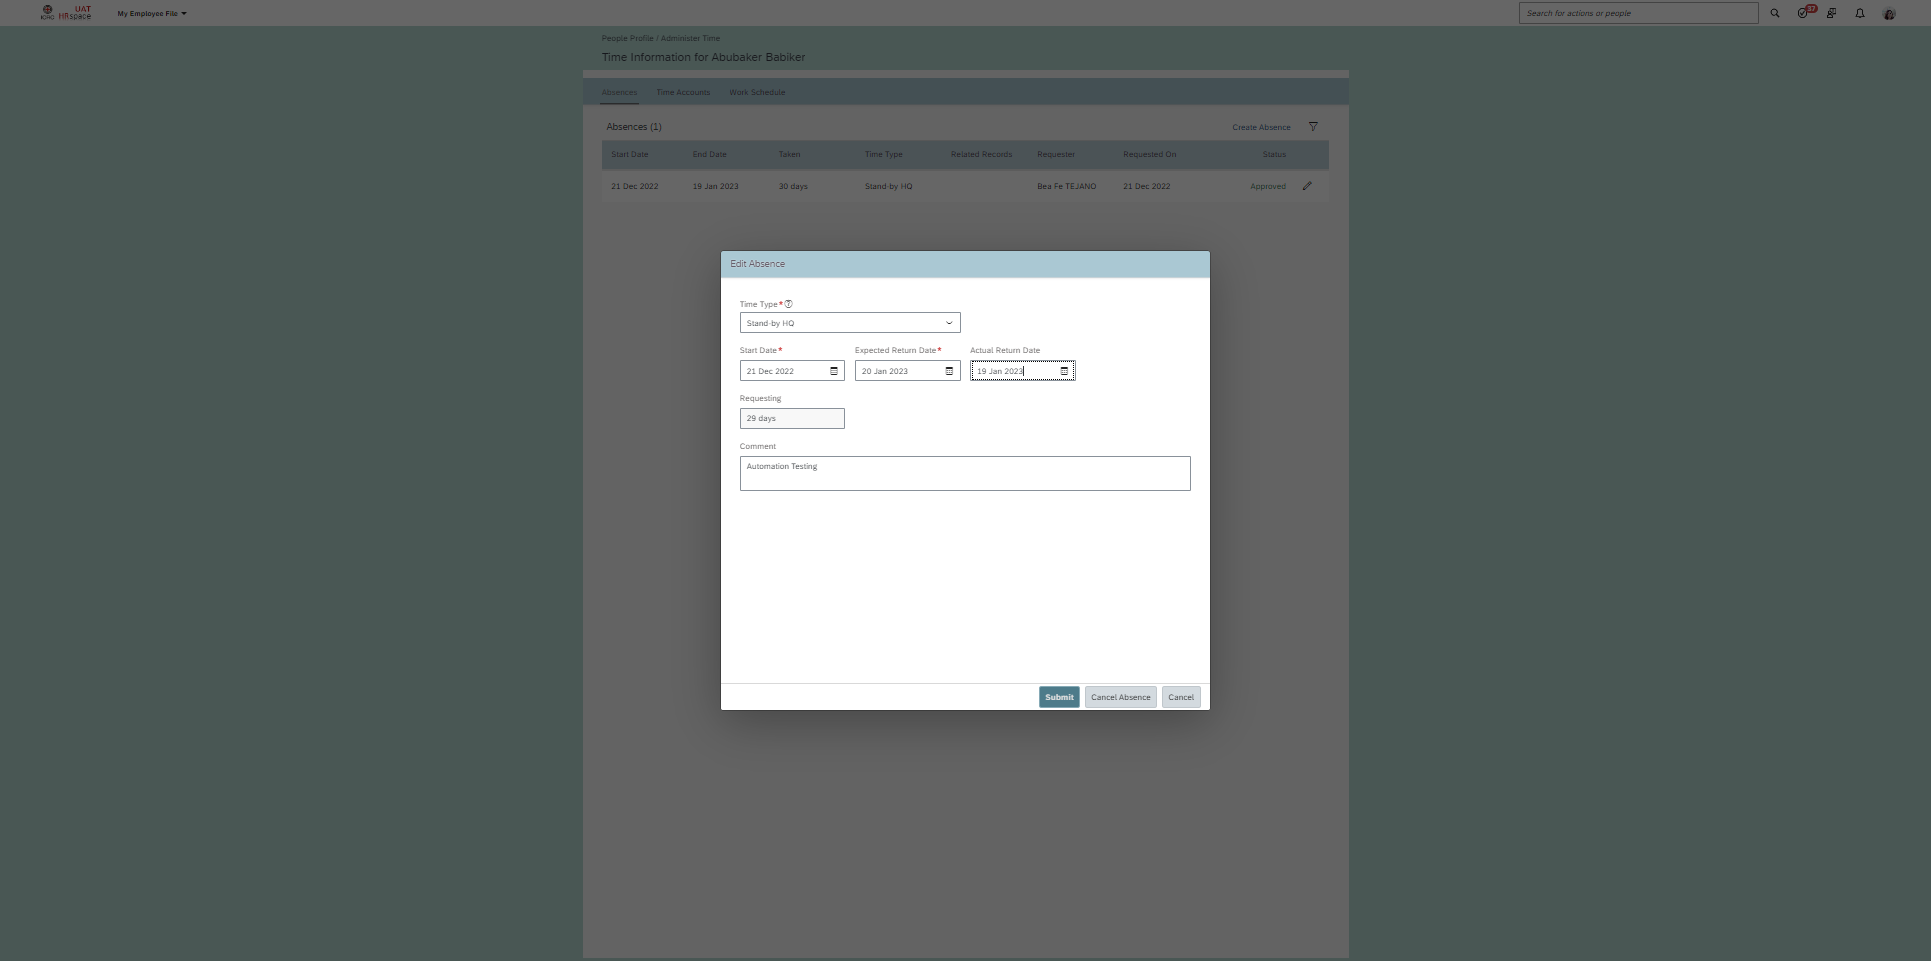 ICRC UAT HRspace My Employee File Search for actions or people 37
People Profile / Administer Time
Time Information for Abubaker Babiker
Absences Time Accounts Work Schedule
Absences (1) Create Absence
Start Date End Date Taken Time Type Related Records Requester Requested On Status
21 Dec 2022 19 Jan 2023 30 days Stand-by HQ Bea Fe TEJANO 21 Dec 2022 Approved
Edit Absence
Time Type*
Stand-by HQ
Start Date* Expected Return Date* Actual Return Date
21 Dec 2022 20 Jan 2023 19 Jan 2023
Requesting
29 days
Comment
Automation Testing
Submit Cancel Absence Cancel